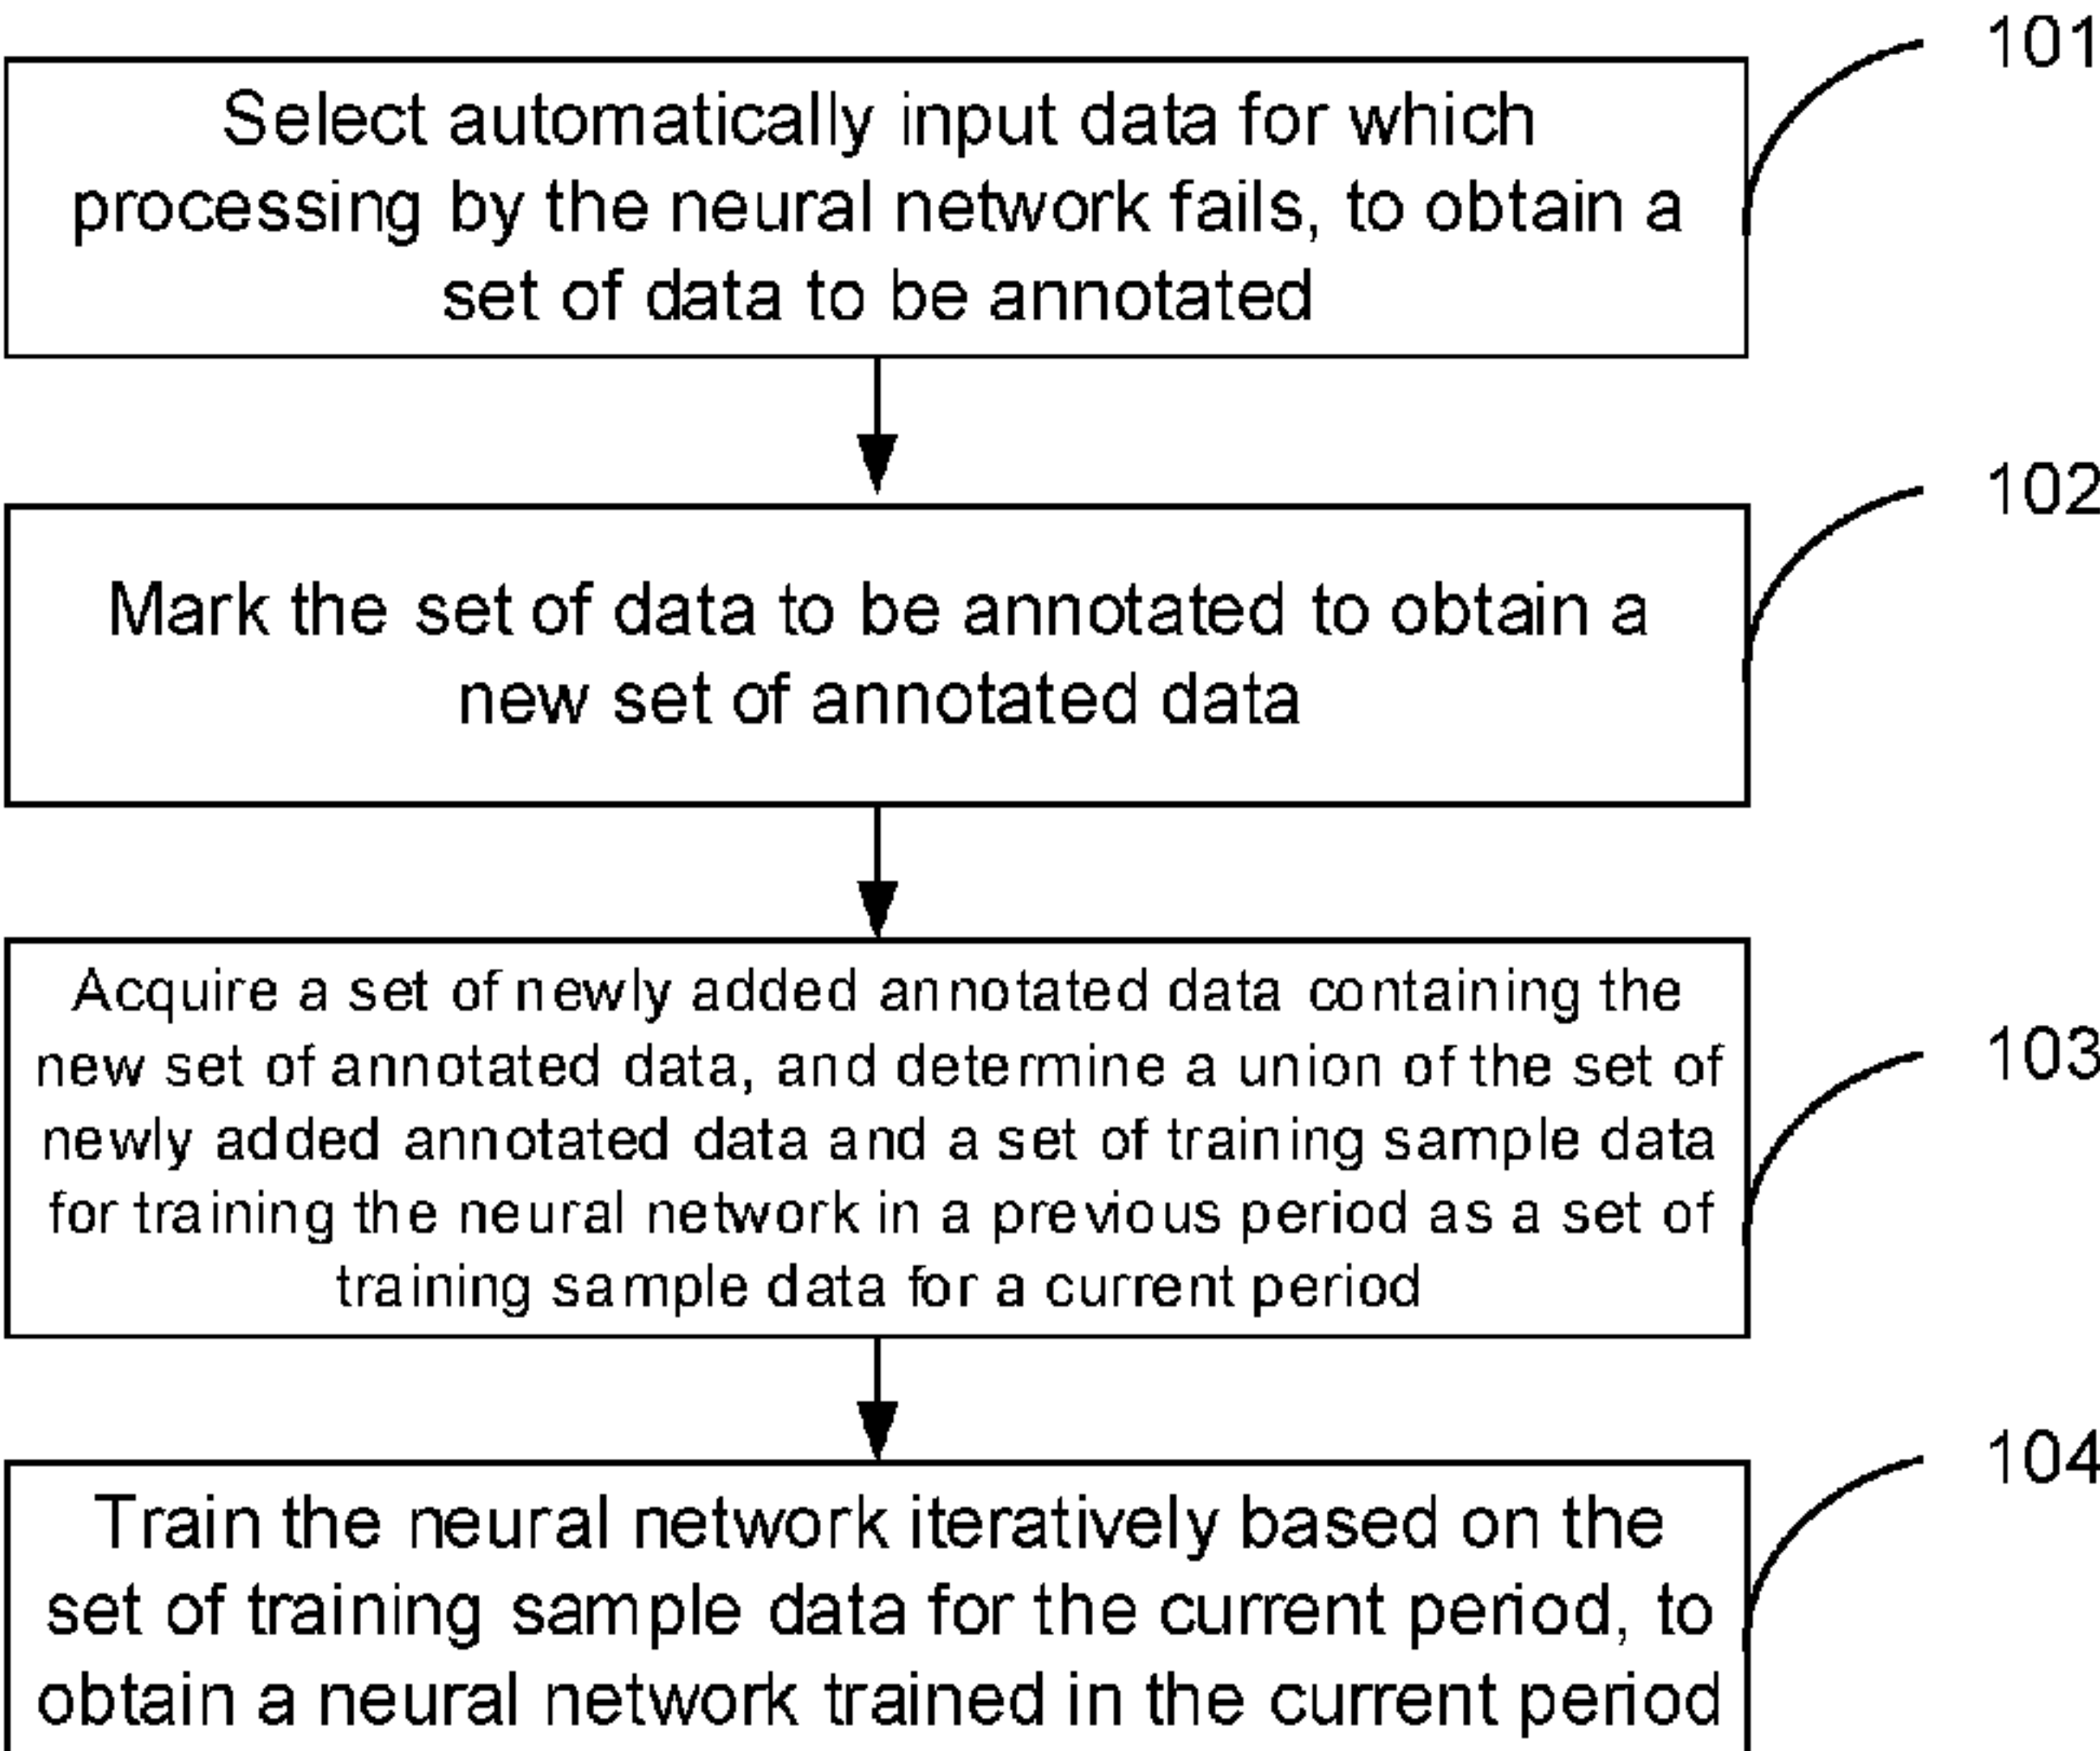 101
Select automatically input data for which
processing by the neural network fails, to obtain a
set of data to be annotated
102
Mark the set of data to be annotated to obtain a
new set of annotated data
Acquire a set of newly added annotated data containing the
new set of annotated data, and determine a union of the set of
103
newly added annotated data and a set of training sample data
for training the neural network in a previous period as a set of
training sample data for a current period
104
Train the neural network iteratively based on the
set of training sample data for the current period, to
obtain a neural network trained in the current period